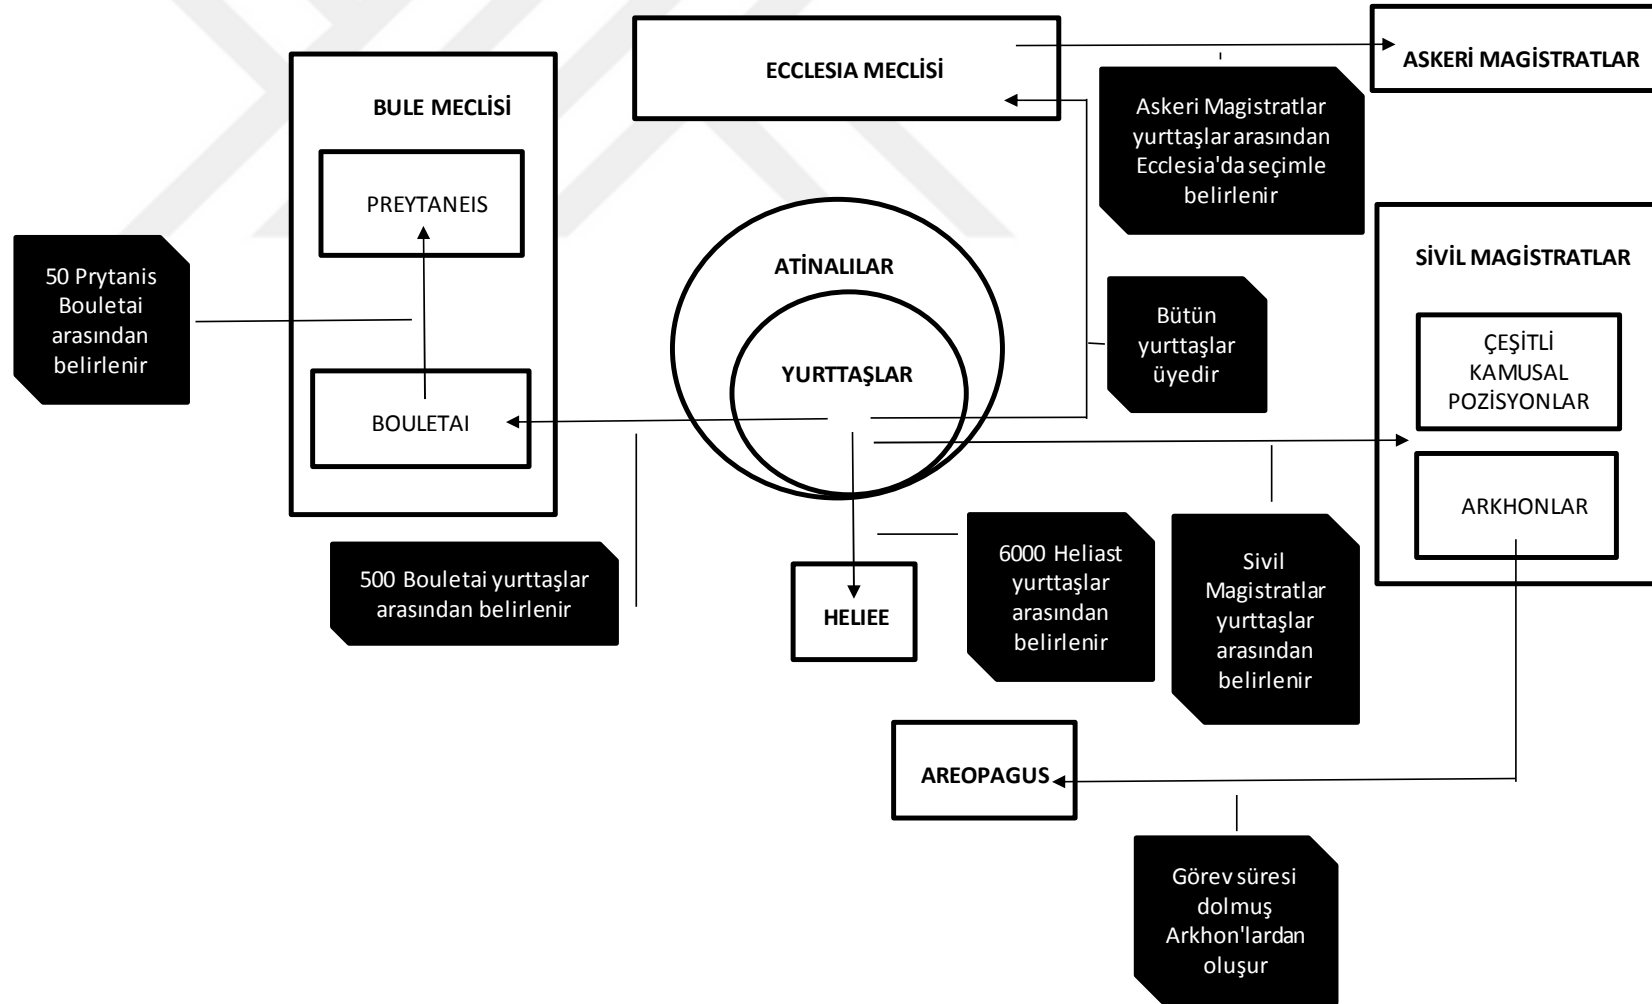 ECCLESIA MECLİSİ
ASKERİ MAGİSTRATLAR
BULE MECLİSİ
PREYTANEIS
BOULETAI
50 Prytanis
Bouletai
arasından
belirlenir
500 Bouletai yurttaşlar
arasından belirlenir
ATİNALILAR
YURTTAŞLAR
Askeri Magistratlar
yurttaşlar arasından
Ecclesia'da seçimle
belirlenir
Bütün
yurttaşlar
üyedir
SİVİL MAGİSTRATLAR
ÇEŞİTLİ
KAMUSAL
POZİSYONLAR
ARKHONLAR
HELIEE
6000 Heliast
yurttaşlar
arasından
belirlenir
Sivil
Magistratlar
yurttaşlar
arasından
belirlenir
AREOPAGUS
Görev süresi
dolmuş
Arkhon'lardan
oluşur